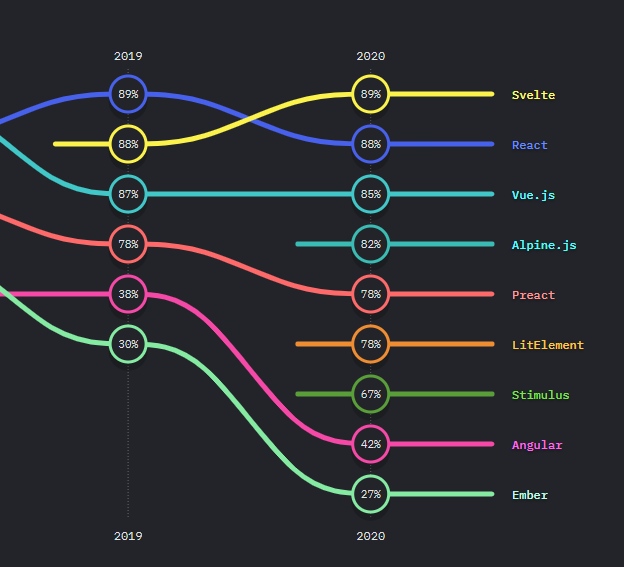 2019 2020
89% 89% Svelte
88% 88% React
87% 85% Vue.js
82% Alpine.js
78% 78% Preact
38% 78% LitElement
30% 67% Stimulus
42% Angular
27% Ember
2019 2020